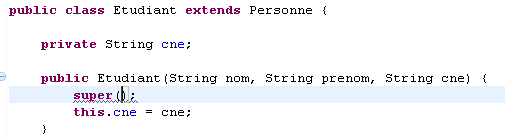 public class Etudiant extends Personne {
private String cne;
public Etudiant(String nom, String prenom, String cne) {
super();
this.cne = cne;
}